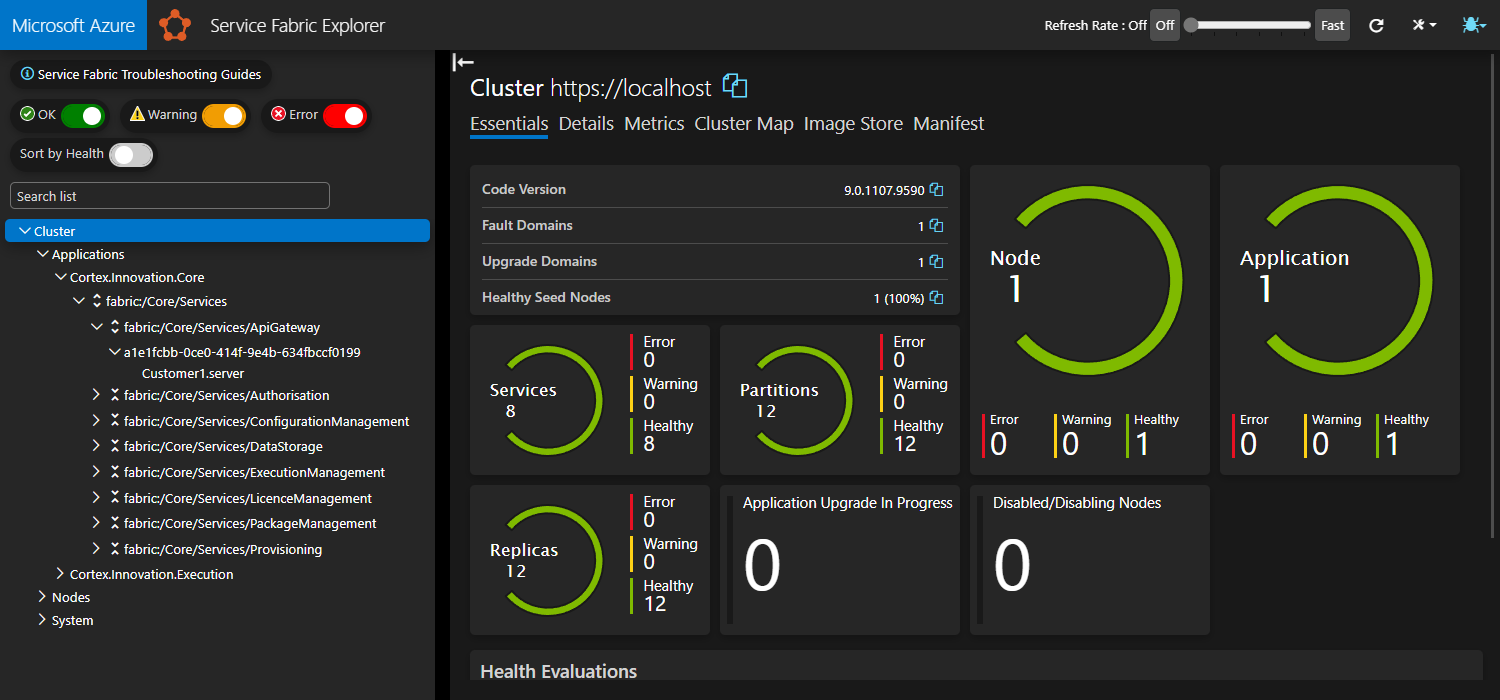 Microsoft Azure
Service Fabric Explorer
Refresh Rate : Off
Off
Fast
Service Fabric Troubleshooting Guides
OK
Warning
Error
Sort by Health
Search list
Cluster
Applications
Cortex.Innovation.Core
fabric:/Core/Services
fabric:/Core/Services/ApiGateway
a1e1fcbb-0ce0-414f-9e4b-634fbccf0199
Customer1.server
fabric:/Core/Services/Authorisation
fabric:/Core/Services/ConfigurationManagement
fabric:/Core/Services/DataStorage
fabric:/Core/Services/ExecutionManagement
fabric:/Core/Services/LicenceManagement
fabric:/Core/Services/PackageManagement
fabric:/Core/Services/Provisioning
Cortex.Innovation.Execution
Nodes
System
Cluster https://localhost
Essentials Details Metrics Cluster Map Image Store Manifest
Code Version 9.0.1107.9590
Fault Domains 1
Upgrade Domains 1
Healthy Seed Nodes 1 (100%)
Node
1
Error
0
Warning
0
Healthy
1
Application
1
Error
0
Warning
0
Healthy
1
Services
8
Error
0
Warning
0
Healthy
8
Partitions
12
Error
0
Warning
0
Healthy
12
Replicas
12
Error
0
Warning
0
Healthy
12
Application Upgrade In Progress
0
Disabled/Disabling Nodes
0
Health Evaluations